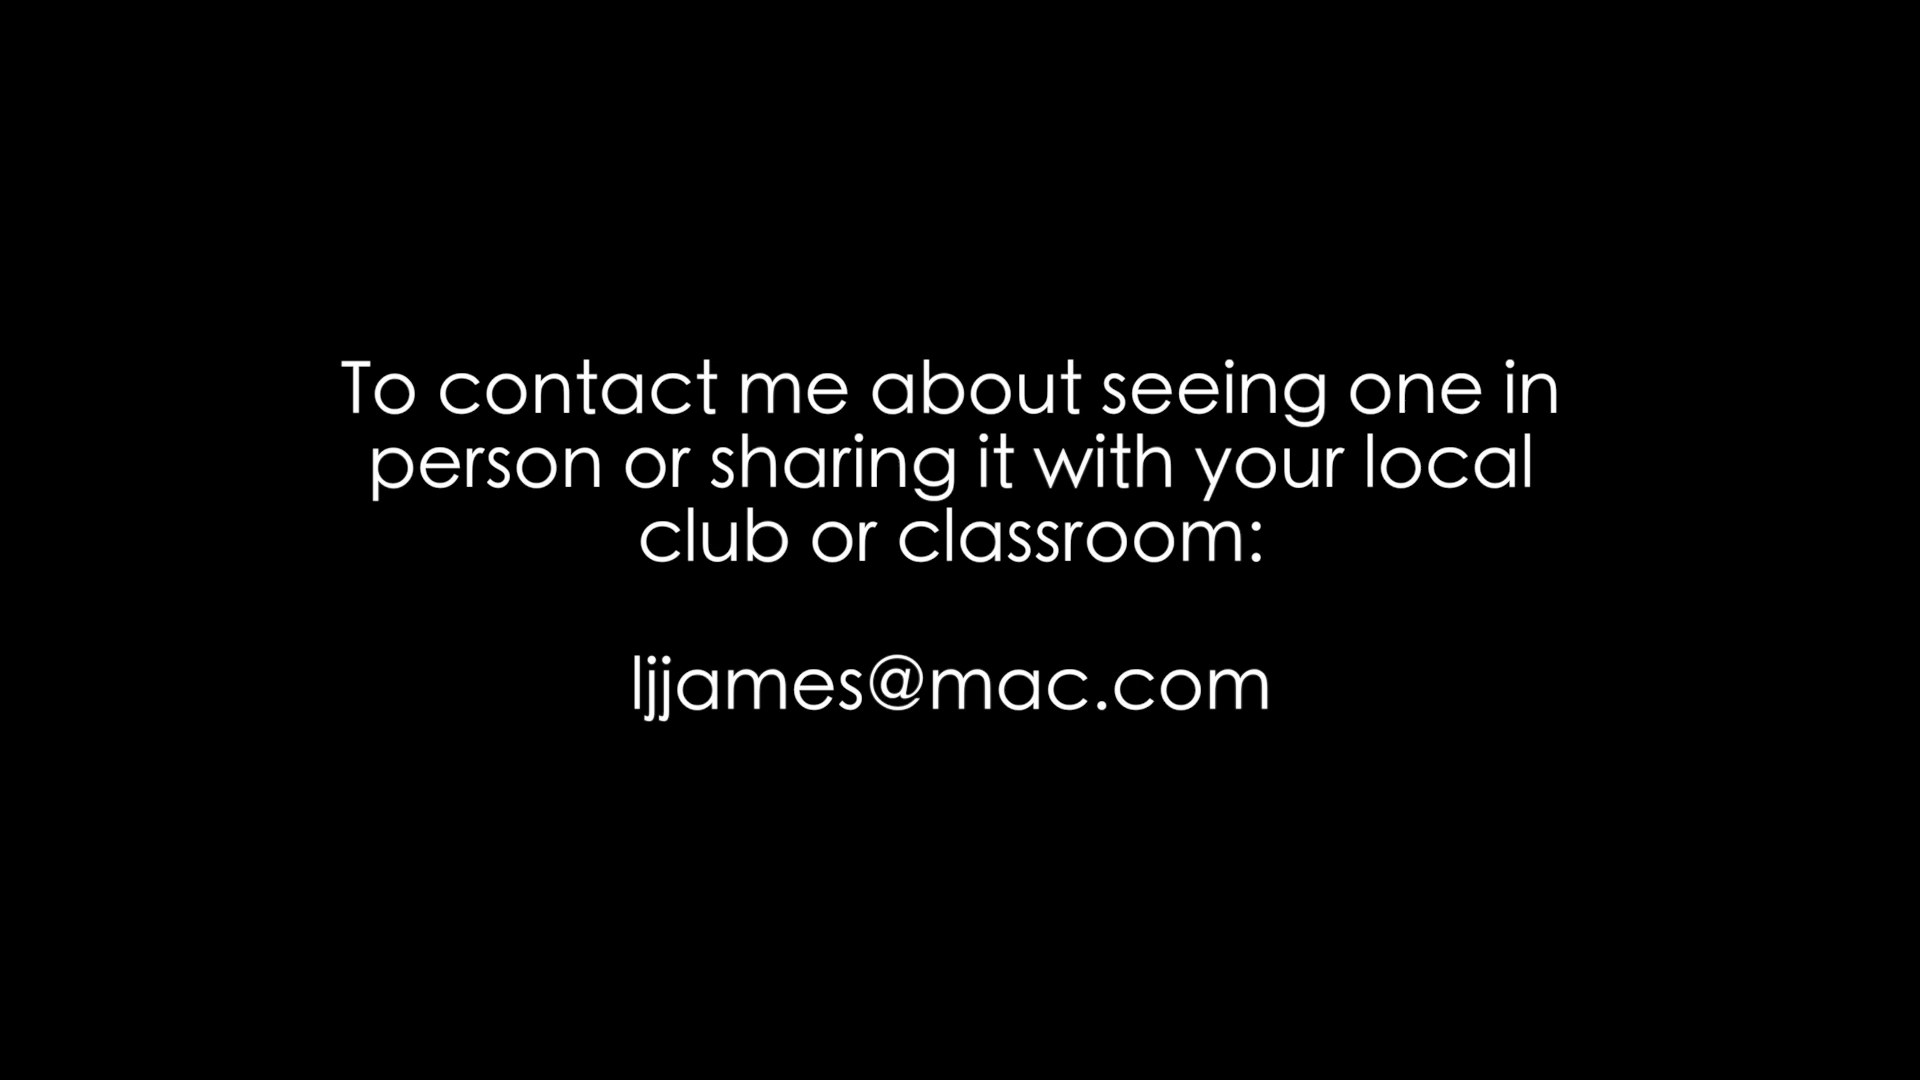 To contact me about seeing one in
person or sharing it with your local
club or classroom:
ljjames@mac.com